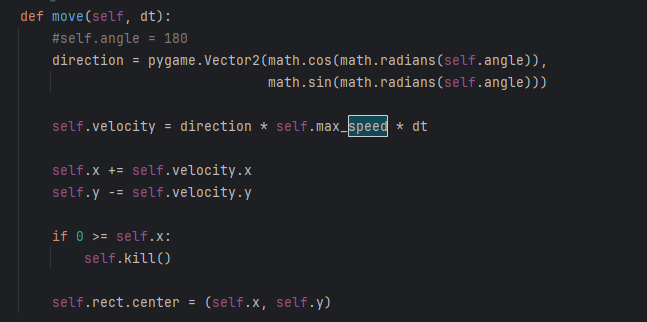 def move(self, dt):
#self.angle = 180
direction = pygame.Vector2(math.cos(math.radians(self.angle)),
math.sin(math.radians(self.angle)))
self.velocity = direction * self.max_speed * dt
self.x += self.velocity.x
self.y -= self.velocity.y
if 0 >= self.x:
self.kill()
self.rect.center = (self.x, self.y)